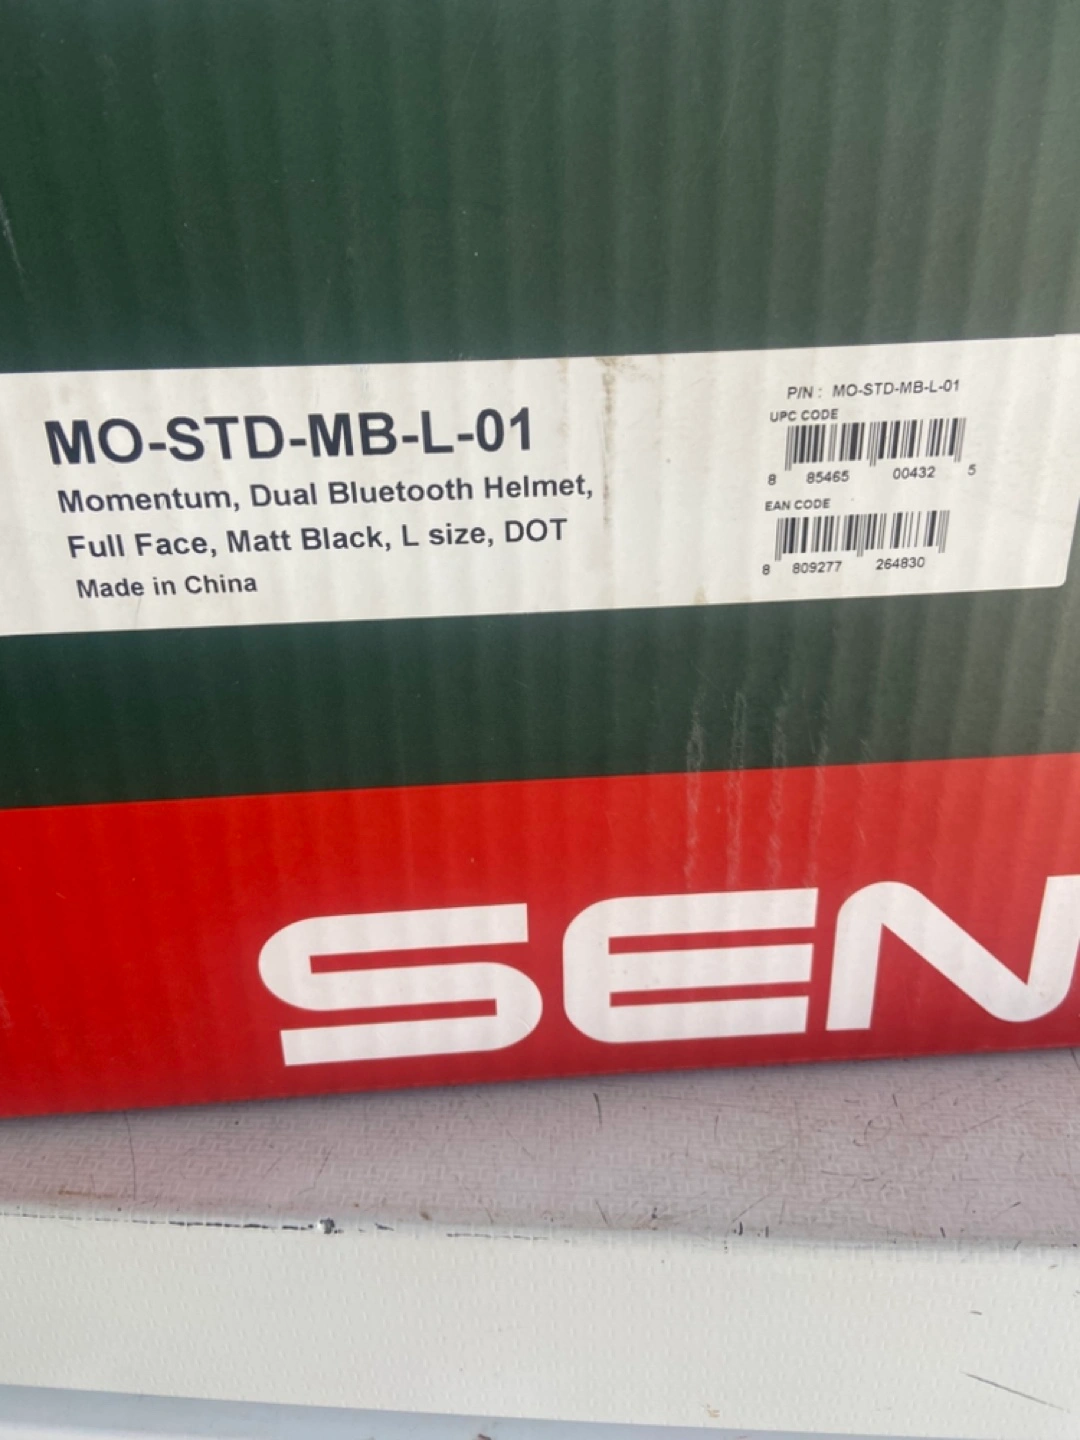 MO-STD-MB-L-01
Momentum, Dual Bluetooth Helmet,
Full Face, Matt Black, L size, DOT
Made in China
P/N : MO-STD-MB-L-01
UPC CODE
8 85465 00432 5
EAN CODE
8 809277 264830
SEN